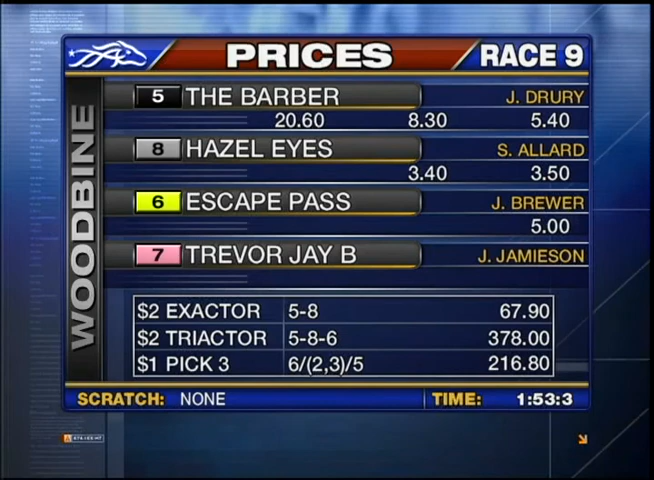 PRICES RACE 9
WOODBINE
5 THE BARBER J. DRURY
20.60 8.30 5.40
8 HAZEL EYES S. ALLARD
3.40 3.50
6 ESCAPE PASS J. BREWER
5.00
7 TREVOR JAY B J. JAMIESON
$2 EXACTOR 5-8 67.90
$2 TRIACTOR 5-8-6 378.00
$1 PICK 3 6/(2,3)/5 216.80
SCRATCH: NONE TIME: 1:53:3